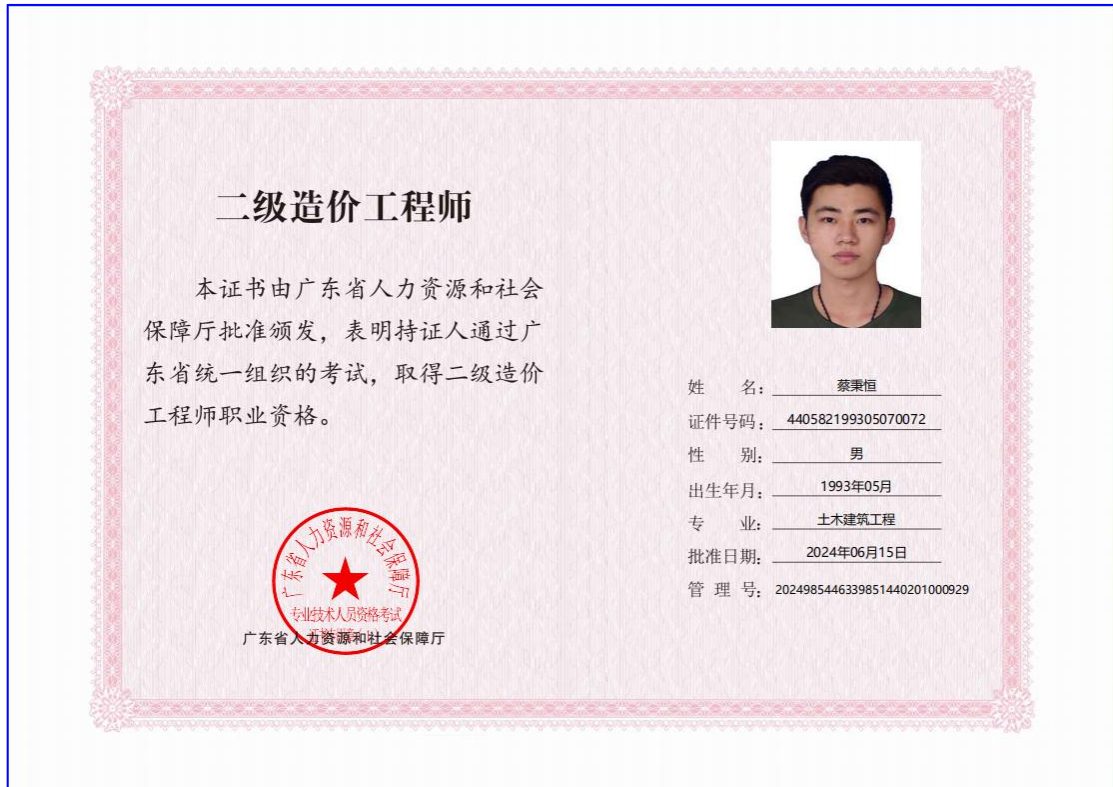 二级造价工程师
本证书由广东省人力资源和社会
保障厅批准颁发，表明持证人通过广
东省统一组织的考试，取得二级造价
工程师职业资格。
广东省人力资源和社会保障厅
专业技术人员资格考试
广东省人力资源和社会保障厅
姓 名：蔡秉恒
证件号码：440582199305070072
性 别：男
出生年月：1993年05月
专 业：土木建筑工程
批准日期：2024年06月15日
管 理 号：2024985446339851440201000929